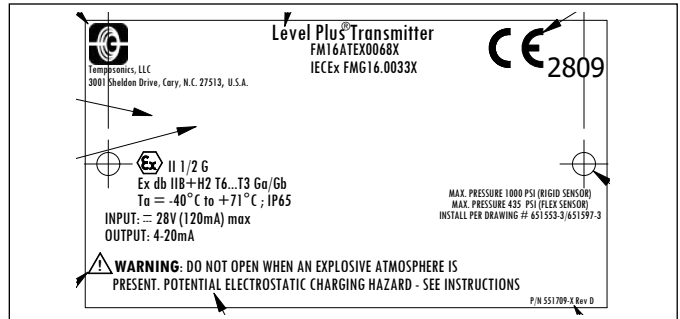 Level Plus® Transmitter
FM16ATEX0068X
IECEx FMG16.0033X
CE 2809
Temposonics, LLC
3001 Sheldon Drive, Cary, N.C. 27513, U.S.A.
Ex II 1/2 G
Ex db IIB+H2 T6...T3 Ga/Gb
Ta = -40°C to +71°C ; IP65
INPUT: ⎓ 28V (120mA) max
OUTPUT: 4-20mA
MAX. PRESSURE 1000 PSI (RIGID SENSOR)
MAX. PRESSURE 435 PSI (FLEX SENSOR)
INSTALL PER DRAWING # 651553-3/651597-3
WARNING: DO NOT OPEN WHEN AN EXPLOSIVE ATMOSPHERE IS
PRESENT. POTENTIAL ELECTROSTATIC CHARGING HAZARD - SEE INSTRUCTIONS
P/N 551709-X Rev D